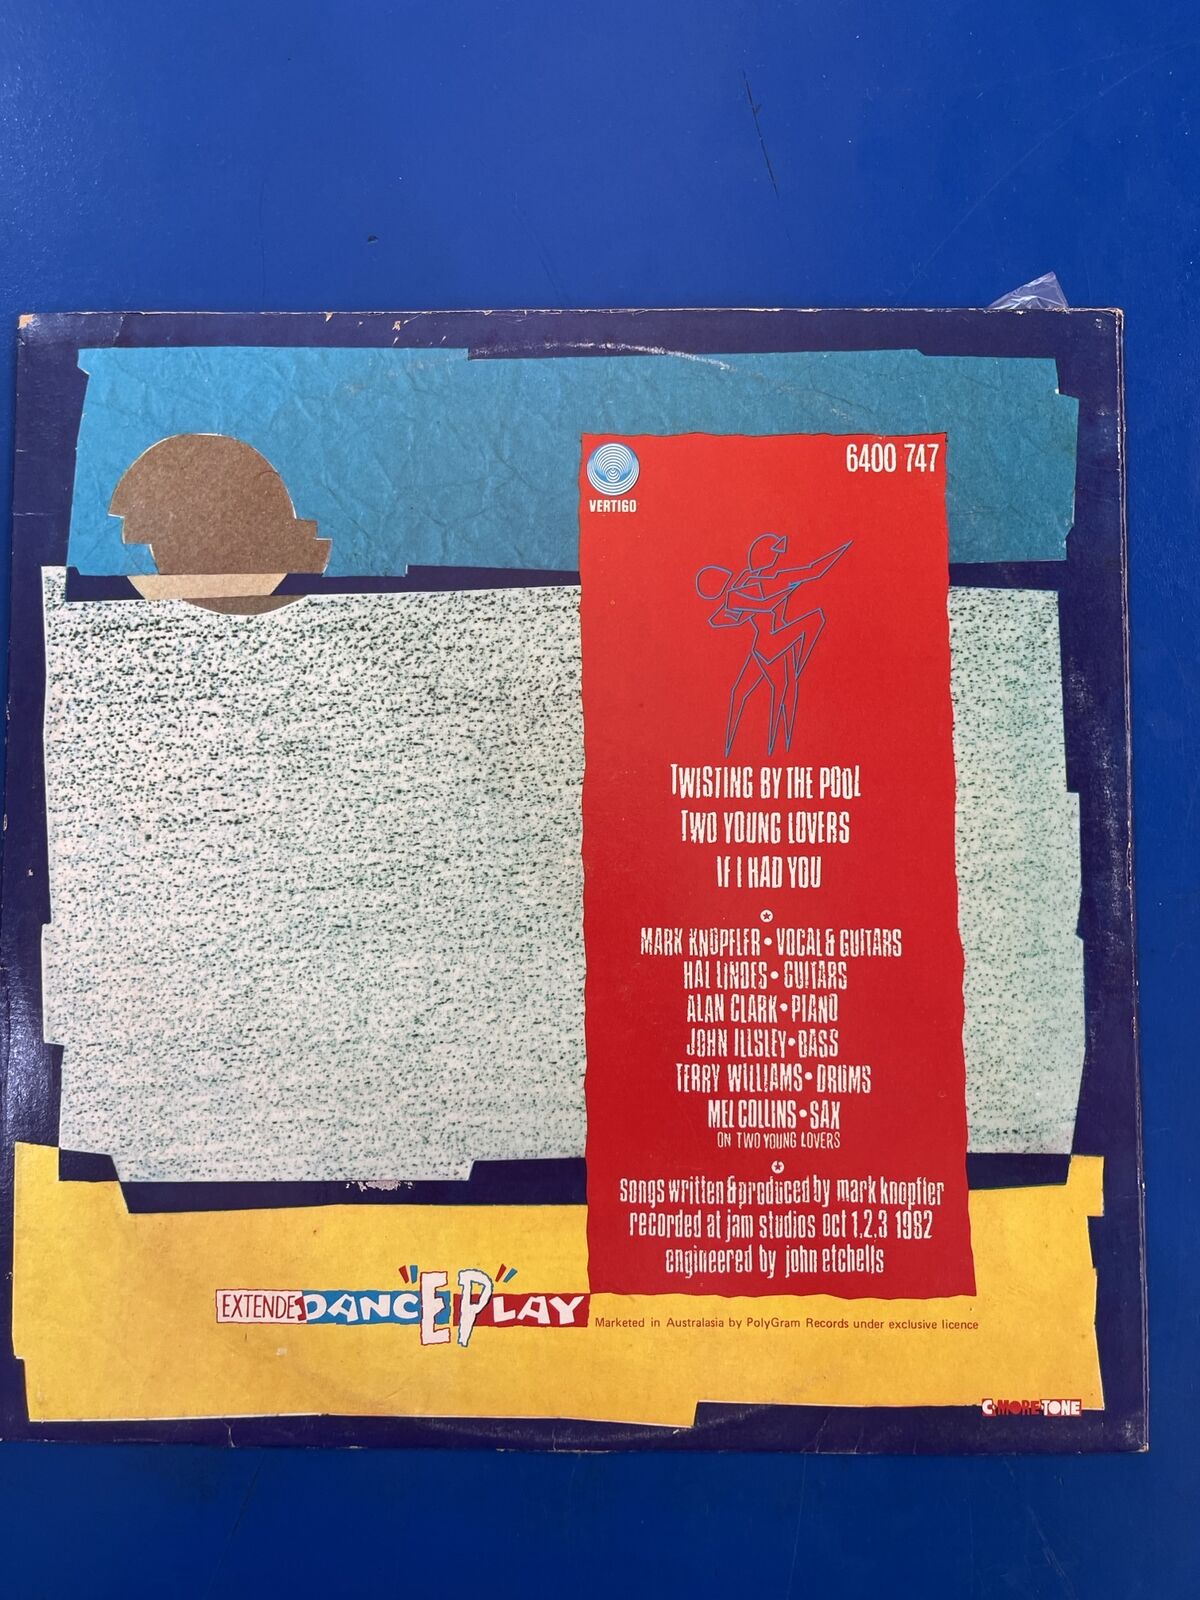 VERTIGO
6400 747
TWISTING BY THE POOL
TWO YOUNG LOVERS
IF I HAD YOU
MARK KNOPFLER • VOCAL & GUITARS
HAL LINDES • GUITARS
ALAN CLARK • PIANO
JOHN ILLSLEY • BASS
TERRY WILLIAMS • DRUMS
MEL COLLINS • SAX
ON TWO YOUNG LOVERS
songs written & produced by mark knopfler
recorded at jam studios oct 1.2.3 1982
engineered by john etchells
EXTENDEDANCE"EP"LAY
Marketed in Australasia by PolyGram Records under exclusive licence
C·MORE·TONE